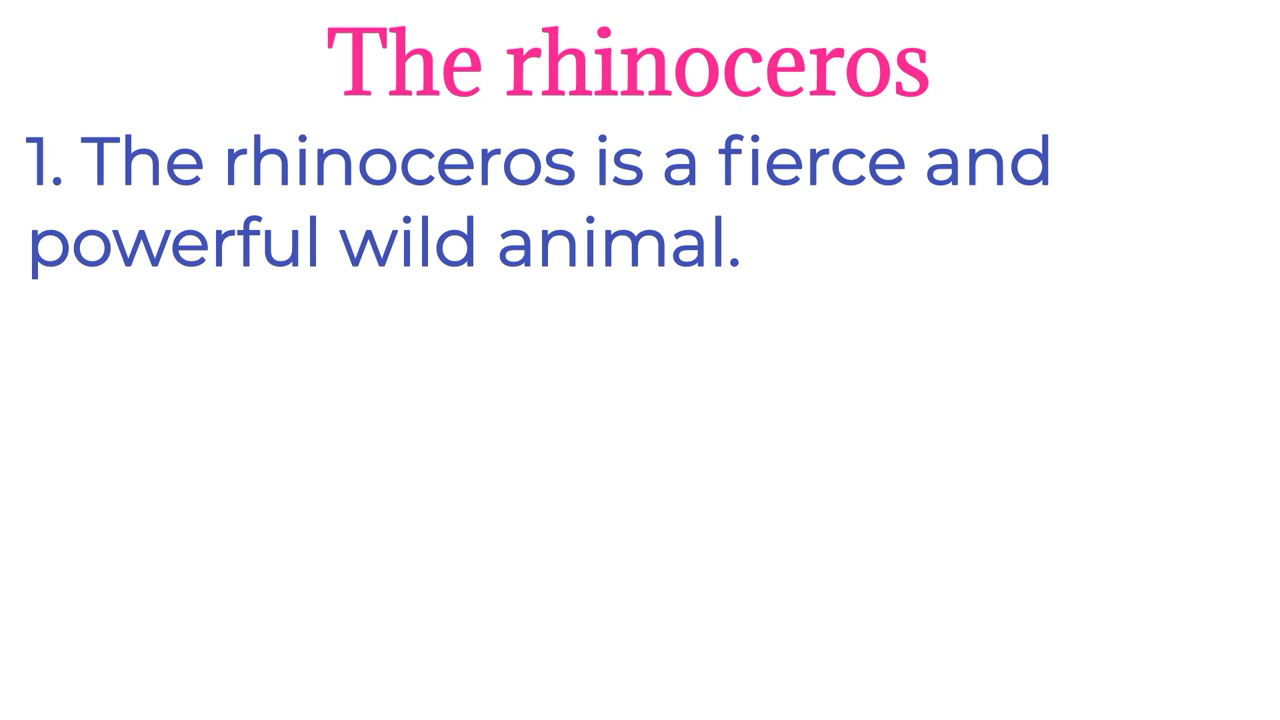 The rhinoceros
1. The rhinoceros is a fierce and
powerful wild animal.